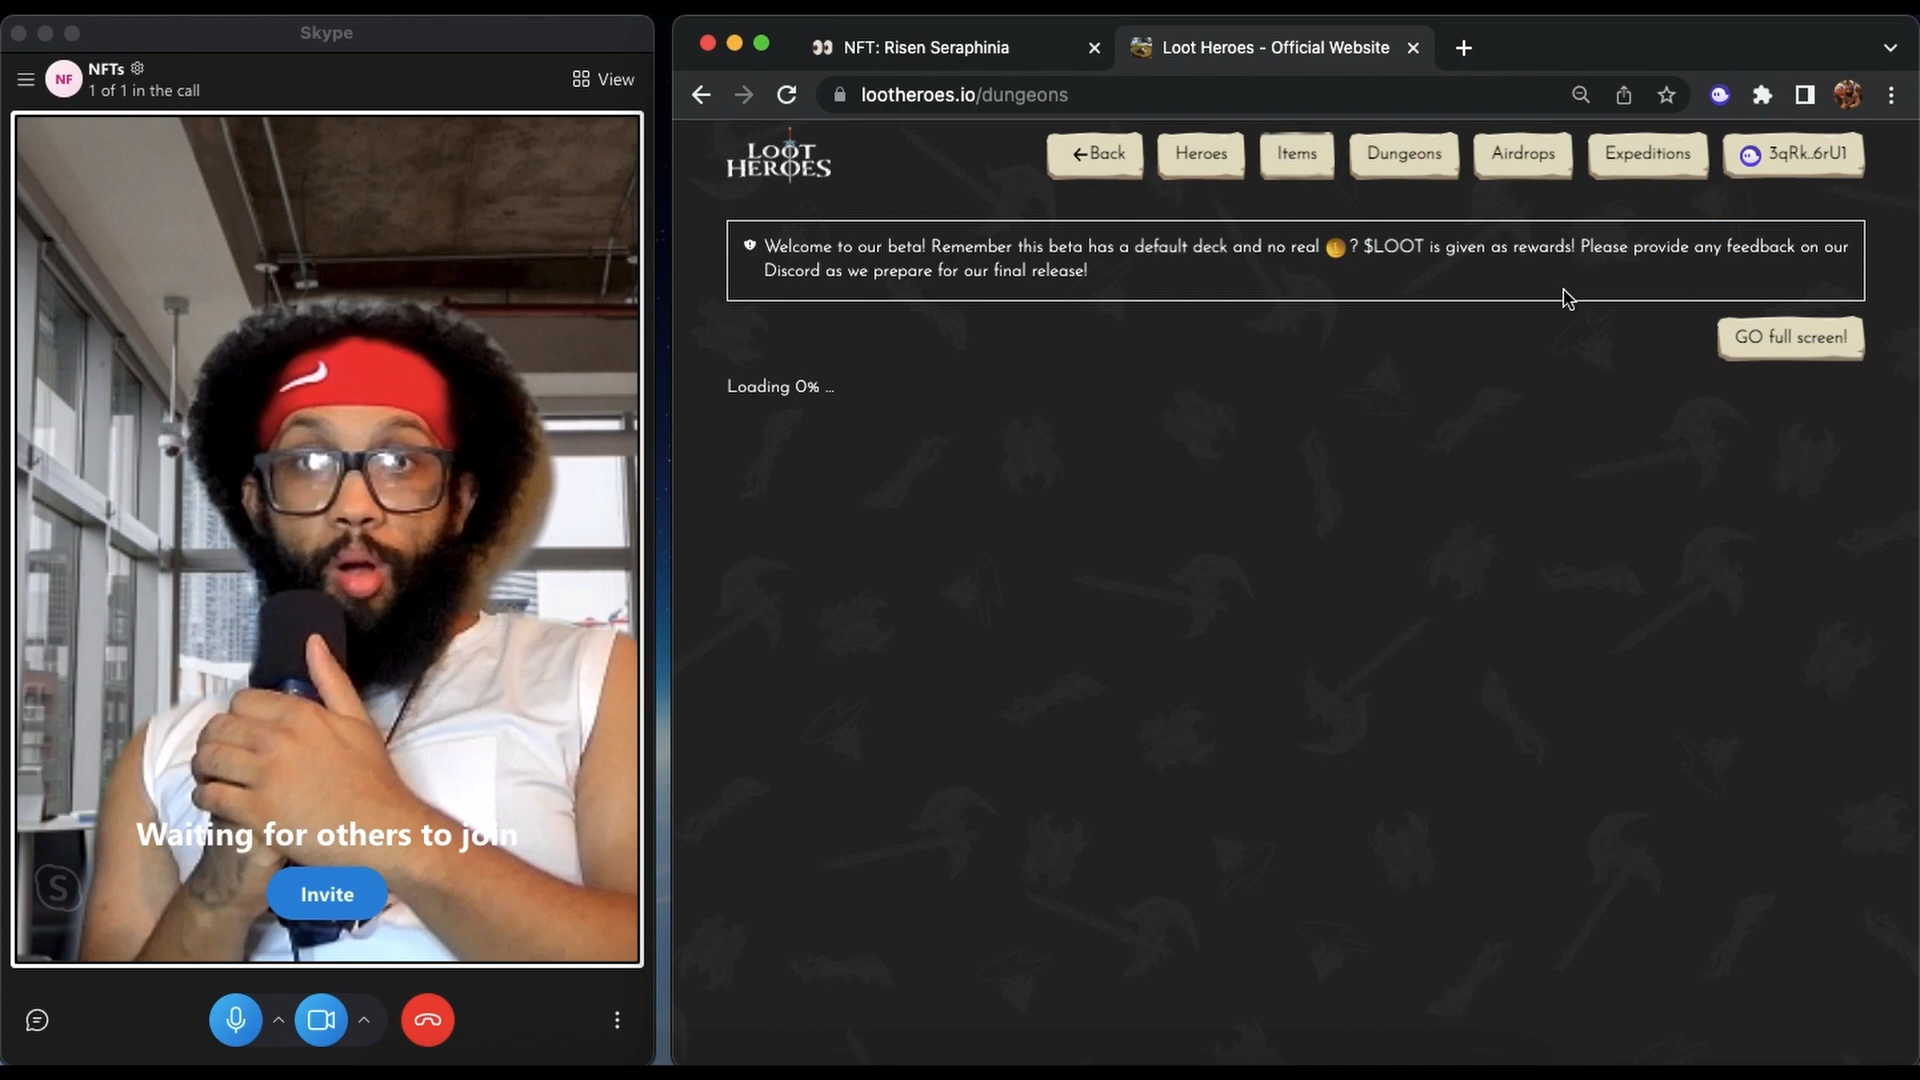 Skype
NF
NFTs
1 of 1 in the call
View
Waiting for others to join
Invite
NFT: Risen Seraphinia
Loot Heroes - Official Website
lootheroes.io/dungeons
LOOT
HEROES
←Back
Heroes
Items
Dungeons
Airdrops
Expeditions
3qRk..6rU1
Welcome to our beta! Remember this beta has a default deck and no real ? $LOOT is given as rewards! Please provide any feedback on our
Discord as we prepare for our final release!
GO full screen!
Loading 0% ...